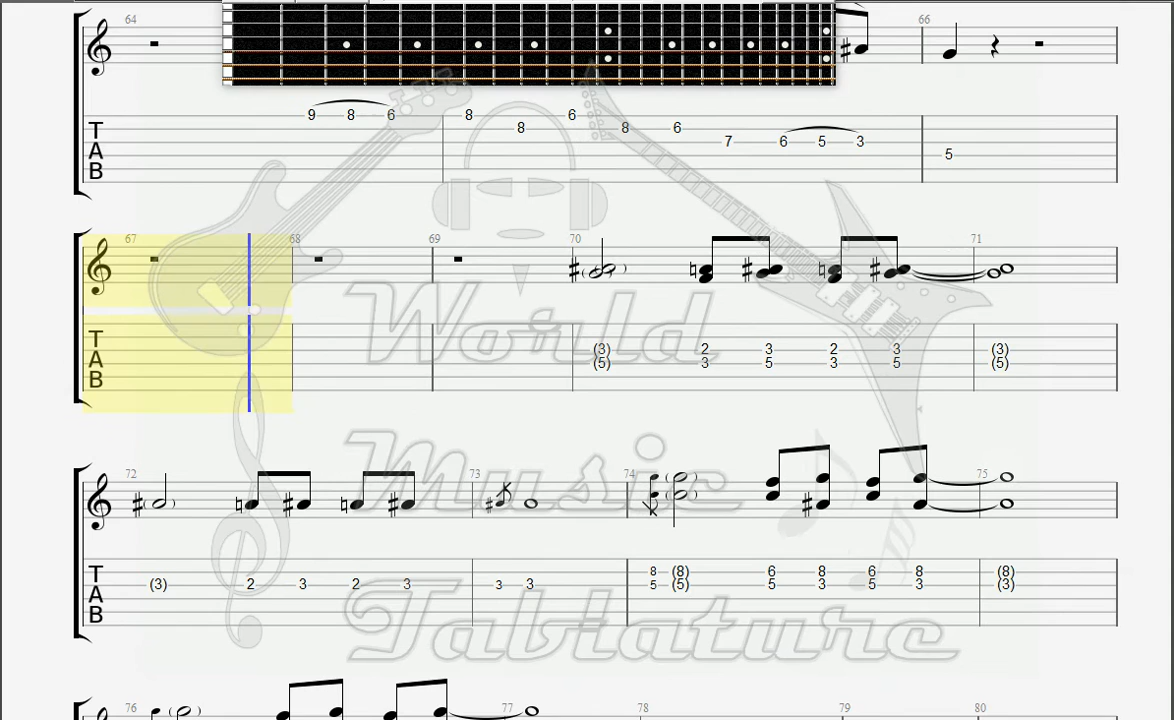 64 66
9 8 6 8 6
T 8 8 6
A 7 6 5 3
B 5
67 68 69 70 71
T
A (3) 2 3 2 3 (3)
B (5) 3 5 3 5 (5)
World
72 73 74 75
Music
T 8 (8) 6 8 6 8 (8)
A (3) 2 3 2 3 3 3 5 (5) 5 3 5 3 (3)
B
Tablature
76 77 78 79 80